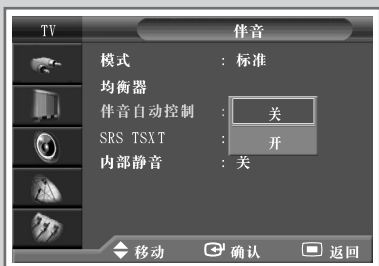 TV 伴音
模式 : 标准
均衡器
伴音自动控制 : 关
SRS TSXT : 开
内部静音 : 关
移动 确认 返回